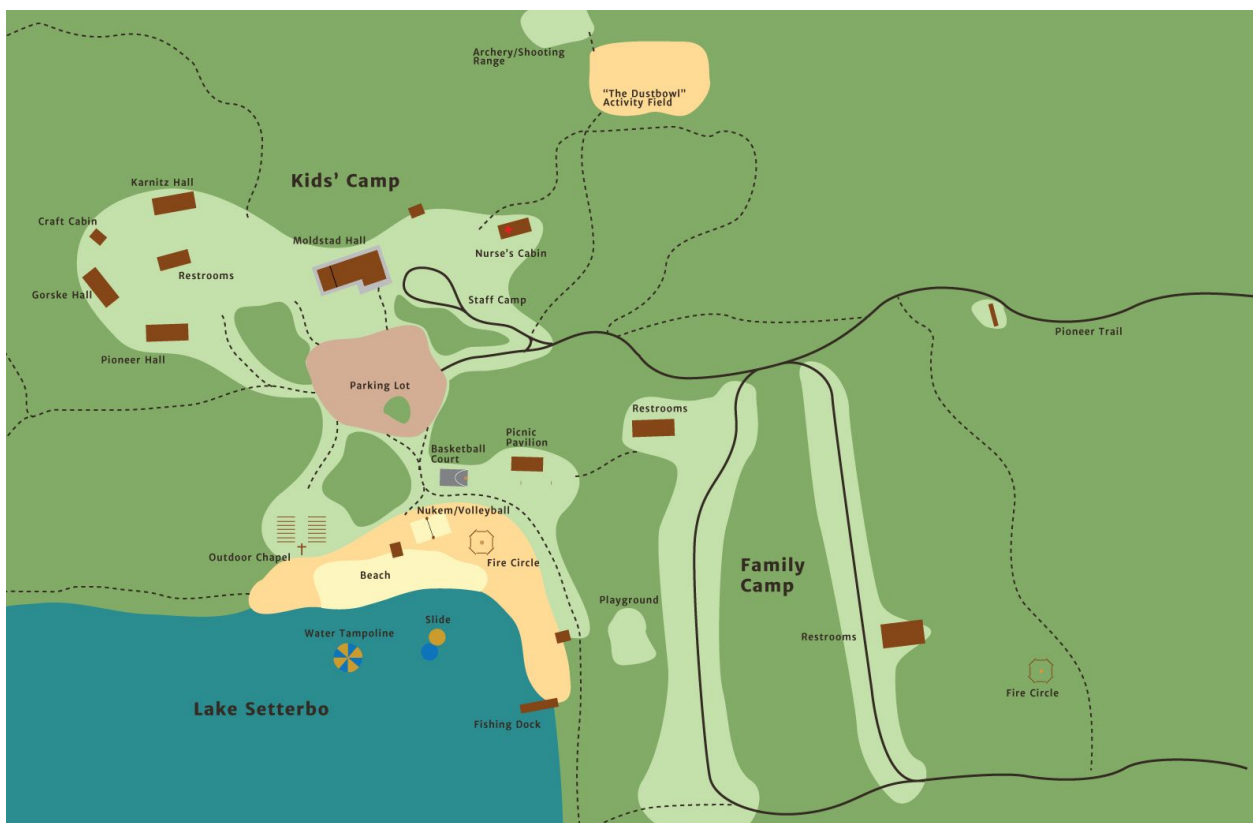 Archery/Shooting
Range
“The Dustbowl”
Activity Field
Kids’ Camp
Karnitz Hall
Craft Cabin
Moldstad Hall
Nurse's Cabin
Restrooms
Gorske Hall
Staff Camp
Pioneer Trail
Pioneer Hall
Parking Lot
Restrooms
Picnic
Pavilion
Basketball
Court
Nukem/Volleyball
Outdoor Chapel
Fire Circle
Beach
Family
Camp
Playground
Slide
Water Tampoline
Restrooms
Fire Circle
Lake Setterbo
Fishing Dock